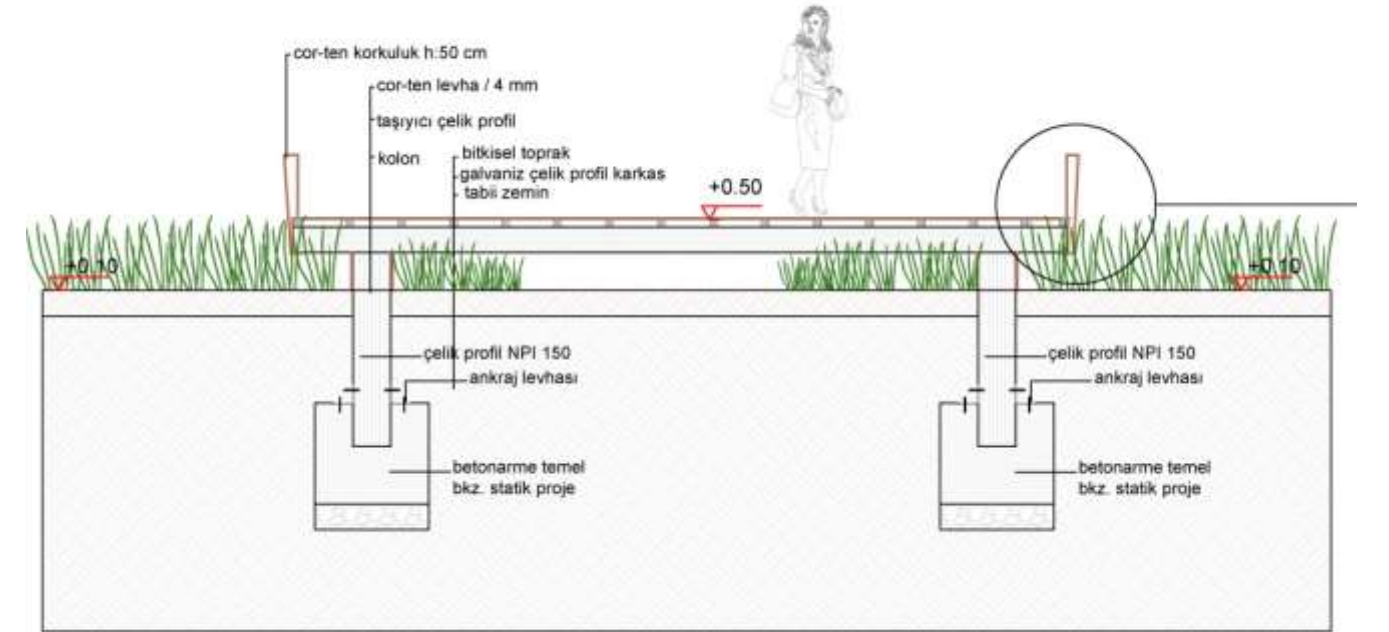 cor-ten korkuluk h:50 cm
cor-ten levha / 4 mm
taşıyıcı çelik profil
kolon
bitkisel toprak
galvaniz çelik profil karkas
tabii zemin
+0.50
+0.10
+0.10
çelik profil NPI 150
ankraj levhası
betonarme temel
bkz. statik proje
çelik profil NPI 150
ankraj levhası
betonarme temel
bkz. statik proje